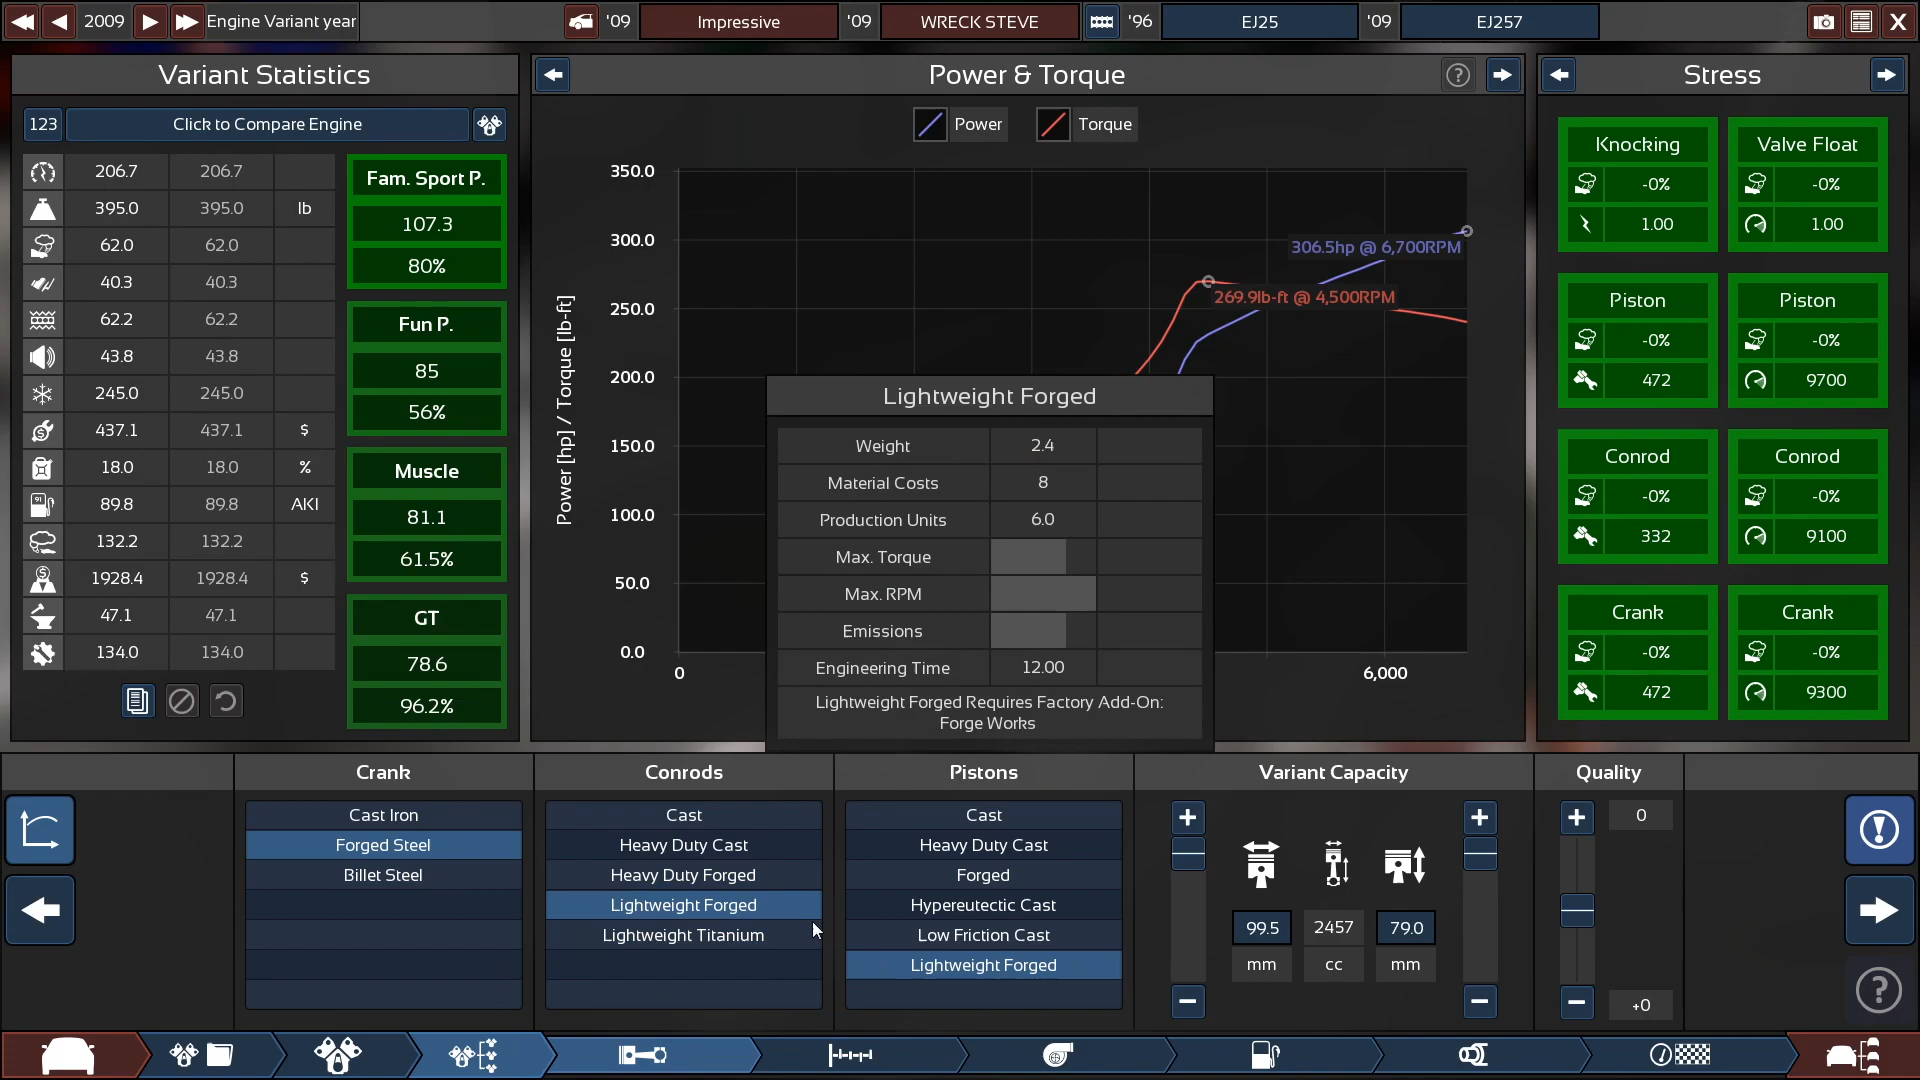 2009
Engine Variant year
'09
Impressive
'09
WRECK STEVE
'96
EJ25
'09
EJ257
X
Variant Statistics
123
Click to Compare Engine
206.7 206.7
395.0 395.0 lb
62.0 62.0
40.3 40.3
62.2 62.2
43.8 43.8
245.0 245.0
437.1 437.1 $
18.0 18.0 %
89.8 89.8 AKI
132.2 132.2
1928.4 1928.4 $
47.1 47.1
134.0 134.0
Fam. Sport P.
107.3
80%
Fun P.
85
56%
Muscle
81.1
61.5%
GT
78.6
96.2%
Power & Torque
?
Power
Torque
Power [hp] / Torque [lb-ft]
350.0
300.0
250.0
200.0
150.0
100.0
50.0
0.0
0
6,000
306.5hp @ 6,700RPM
269.9lb-ft @ 4,500RPM
Lightweight Forged
Weight 2.4
Material Costs 8
Production Units 6.0
Max. Torque
Max. RPM
Emissions
Engineering Time 12.00
Lightweight Forged Requires Factory Add-On:
Forge Works
Stress
Knocking
-0%
1.00
Valve Float
-0%
1.00
Piston
-0%
472
Piston
-0%
9700
Conrod
-0%
332
Conrod
-0%
9100
Crank
-0%
472
Crank
-0%
9300
Crank
Cast Iron
Forged Steel
Billet Steel
Conrods
Cast
Heavy Duty Cast
Heavy Duty Forged
Lightweight Forged
Lightweight Titanium
Pistons
Cast
Heavy Duty Cast
Forged
Hypereutectic Cast
Low Friction Cast
Lightweight Forged
Variant Capacity
99.5 2457 79.0
mm cc mm
Quality
0
+0
?